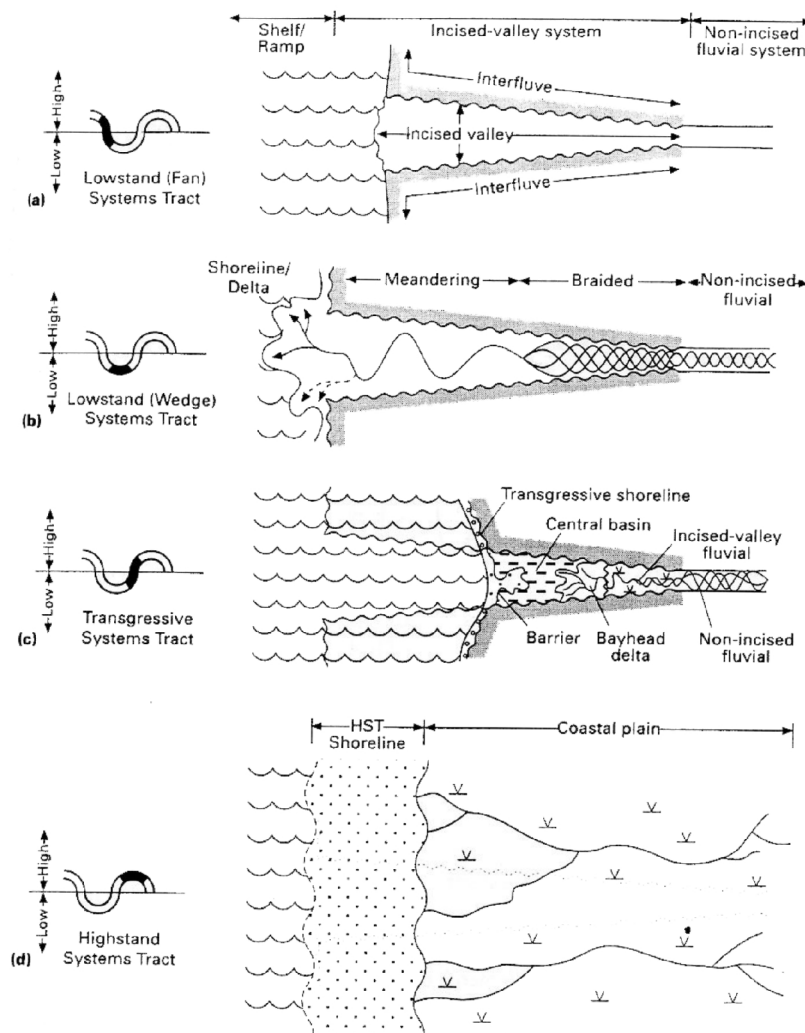 Shelf/
Ramp
Incised-valley system
Non-incised
fluvial system
High
Low
Interfluve
Incised valley
Interfluve
Lowstand (Fan)
Systems Tract
(a)
Shoreline/
Delta
Meandering
Braided
Non-incised
fluvial
High
Low
Lowstand (Wedge)
Systems Tract
(b)
High
Low
Transgressive shoreline
Central basin
Incised-valley
fluvial
Barrier
Bayhead
delta
Non-incised
fluvial
Transgressive
Systems Tract
(c)
HST
Shoreline
Coastal plain
High
Low
Highstand
Systems Tract
(d)